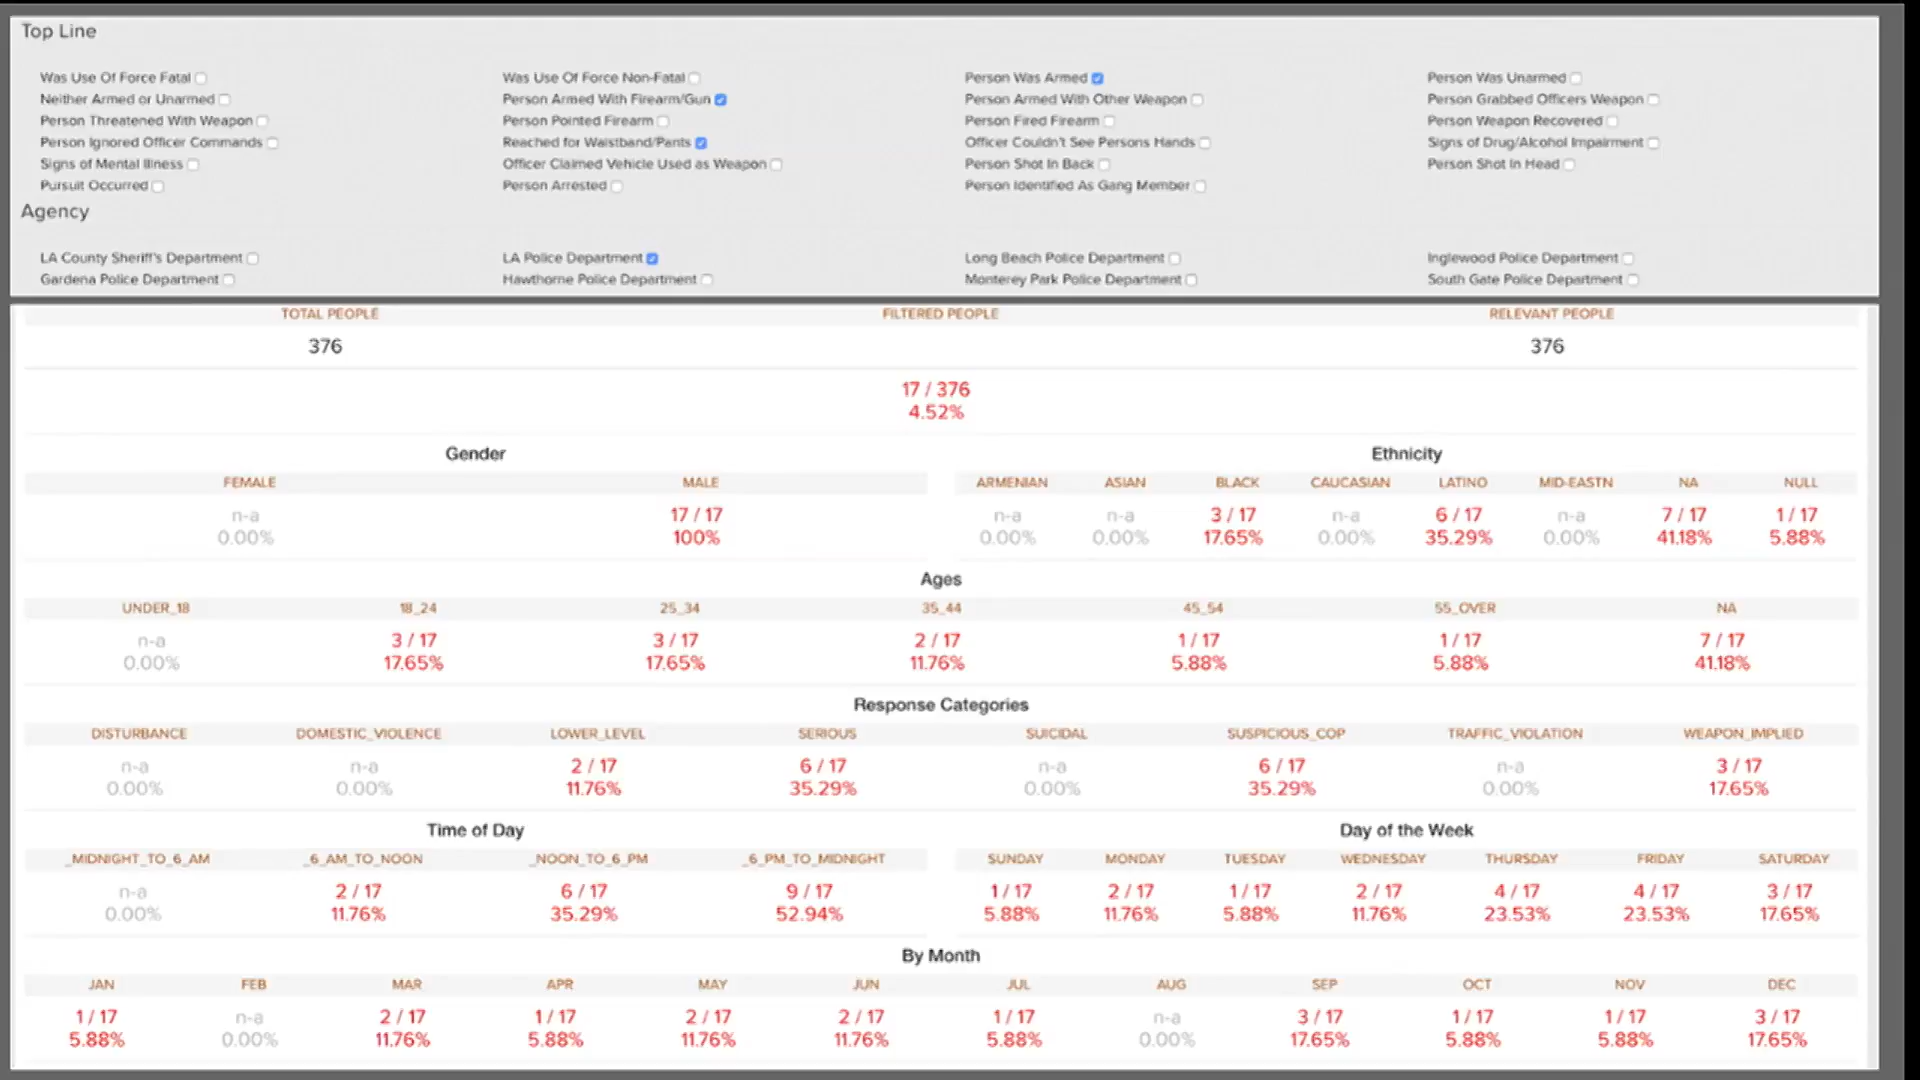 Top Line
Was Use Of Force Fatal Was Use Of Force Non-Fatal Person Was Armed Person Was Unarmed
Neither Armed or Unarmed Person Armed With Firearm/Gun Person Armed With Other Weapon Person Grabbed Officers Weapon
Person Threatened With Weapon Person Pointed Firearm Person Fired Firearm Person Weapon Recovered
Person Ignored Officer Commands Reached for Waistband/Pants Officer Couldn't See Persons Hands Signs of Drug/Alcohol Impairment
Signs of Mental Illness Officer Claimed Vehicle Used as Weapon Person Shot In Back Person Shot In Head
Pursuit Occurred Person Arrested Person Identified As Gang Member
Agency
LA County Sheriff's Department LA Police Department Long Beach Police Department Inglewood Police Department
Gardena Police Department Hawthorne Police Department Monterey Park Police Department South Gate Police Department
TOTAL PEOPLE FILTERED PEOPLE RELEVANT PEOPLE
376 376
17 / 376
4.52%
Gender Ethnicity
FEMALE MALE ARMENIAN ASIAN BLACK CAUCASIAN LATINO MID-EASTN NA NULL
n-a 17 / 17 n-a n-a 3 / 17 n-a 6 / 17 n-a 7 / 17 1 / 17
0.00% 100% 0.00% 0.00% 17.65% 0.00% 35.29% 0.00% 41.18% 5.88%
Ages
UNDER_18 18_24 25_34 35_44 45_54 55_OVER NA
n-a 3 / 17 3 / 17 2 / 17 1 / 17 1 / 17 7 / 17
0.00% 17.65% 17.65% 11.76% 5.88% 5.88% 41.18%
Response Categories
DISTURBANCE DOMESTIC_VIOLENCE LOWER_LEVEL SERIOUS SUICIDAL SUSPICIOUS_COP TRAFFIC_VIOLATION WEAPON_IMPLIED
n-a n-a 2 / 17 6 / 17 n-a 6 / 17 n-a 3 / 17
0.00% 0.00% 11.76% 35.29% 0.00% 35.29% 0.00% 17.65%
Time of Day Day of the Week
_MIDNIGHT_TO_6_AM _6_AM_TO_NOON _NOON_TO_6_PM _6_PM_TO_MIDNIGHT SUNDAY MONDAY TUESDAY WEDNESDAY THURSDAY FRIDAY SATURDAY
n-a 2 / 17 6 / 17 9 / 17 1 / 17 2 / 17 1 / 17 2 / 17 4 / 17 4 / 17 3 / 17
0.00% 11.76% 35.29% 52.94% 5.88% 11.76% 5.88% 11.76% 23.53% 23.53% 17.65%
By Month
JAN FEB MAR APR MAY JUN JUL AUG SEP OCT NOV DEC
1 / 17 n-a 2 / 17 1 / 17 2 / 17 2 / 17 1 / 17 n-a 3 / 17 1 / 17 1 / 17 3 / 17
5.88% 0.00% 11.76% 5.88% 11.76% 11.76% 5.88% 0.00% 17.65% 5.88% 5.88% 17.65%